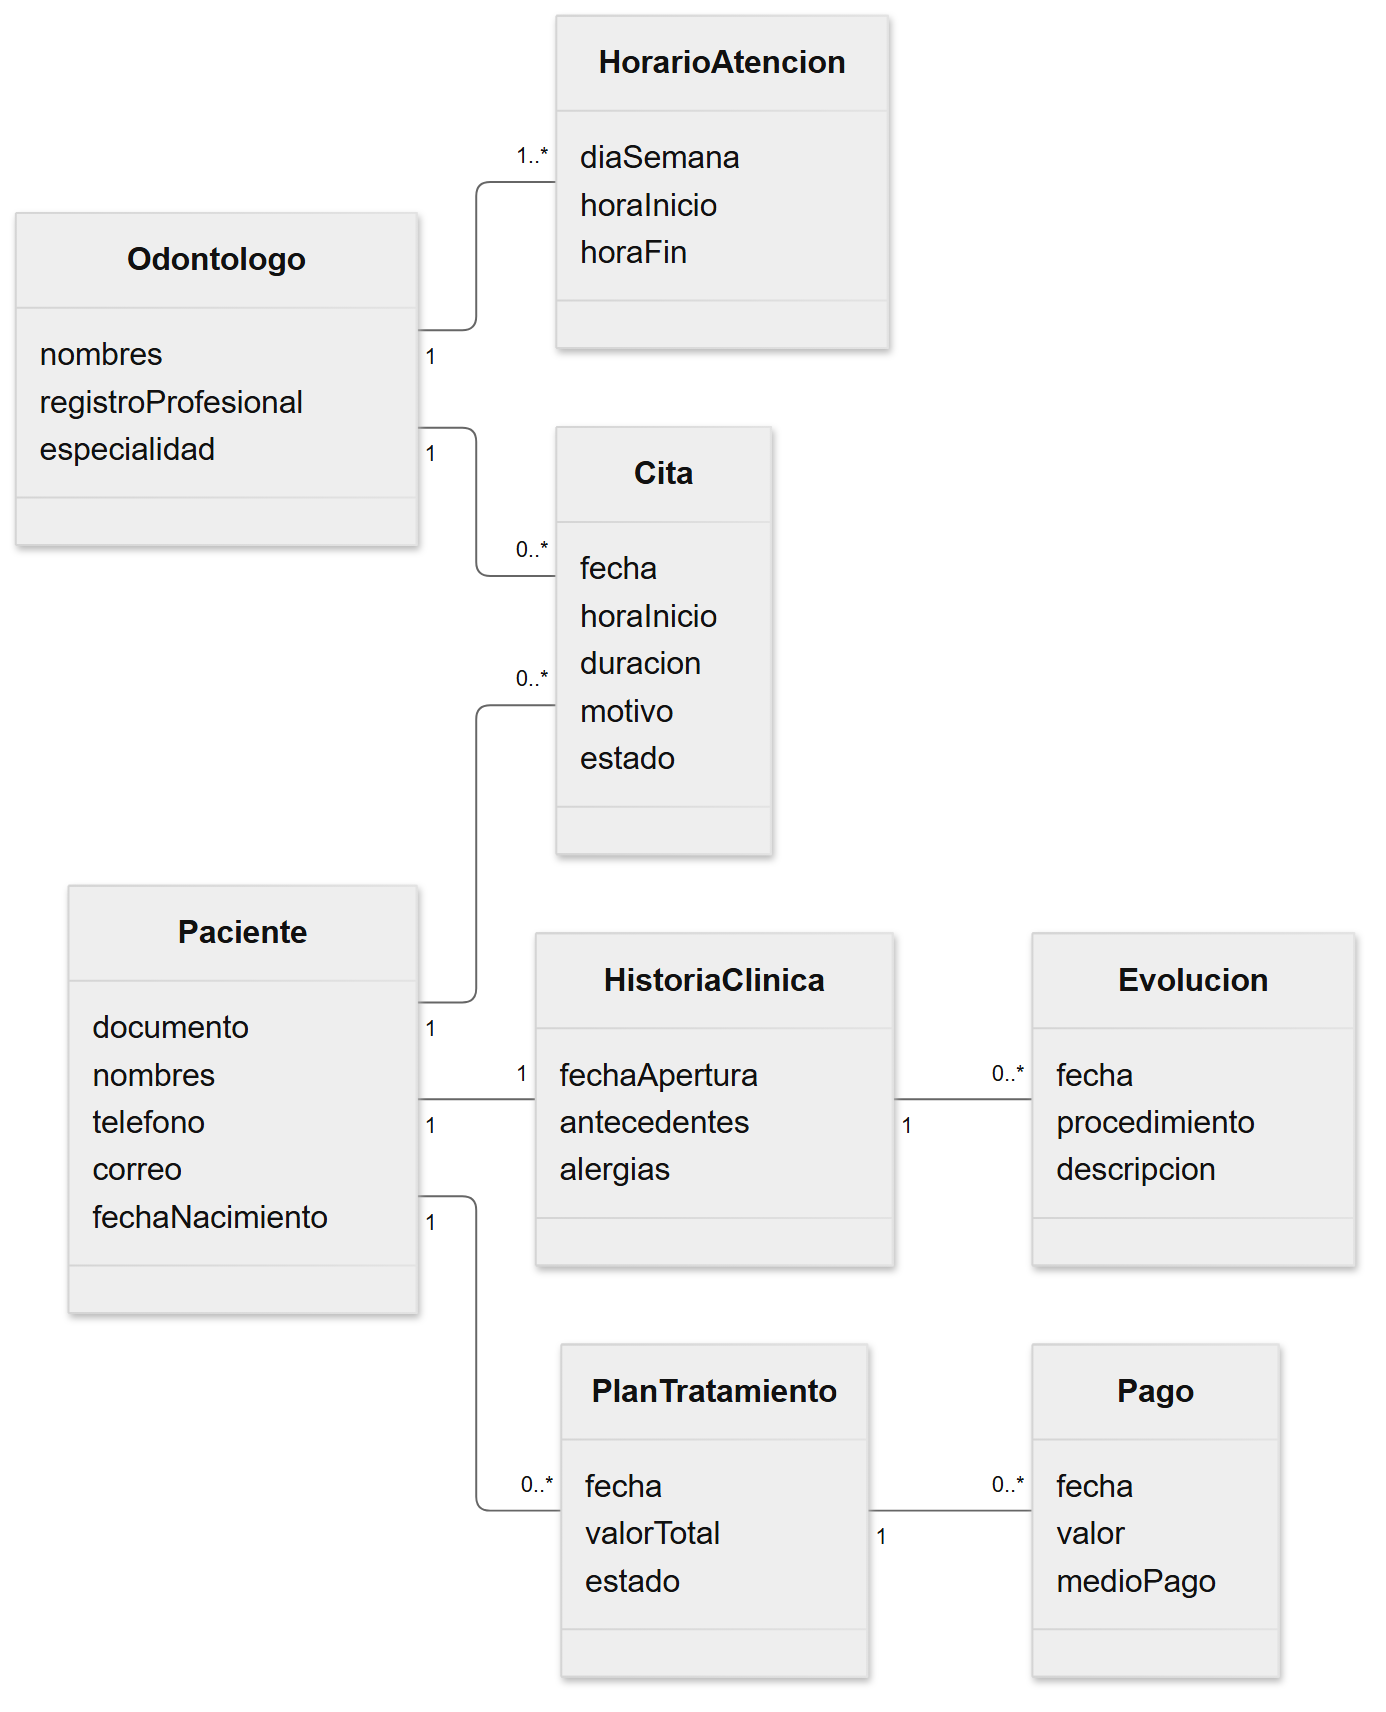 HorarioAtencion
diaSemana
horaInicio
horaFin
1..*
Odontologo
nombres
registroProfesional
especialidad
1
1
Cita
fecha
horaInicio
duracion
motivo
estado
0..*
0..*
Paciente
documento
nombres
telefono
correo
fechaNacimiento
1
1
1
HistoriaClinica
fechaApertura
antecedentes
alergias
1
1
Evolucion
fecha
procedimiento
descripcion
0..*
PlanTratamiento
fecha
valorTotal
estado
0..*
1
Pago
fecha
valor
medioPago
0..*